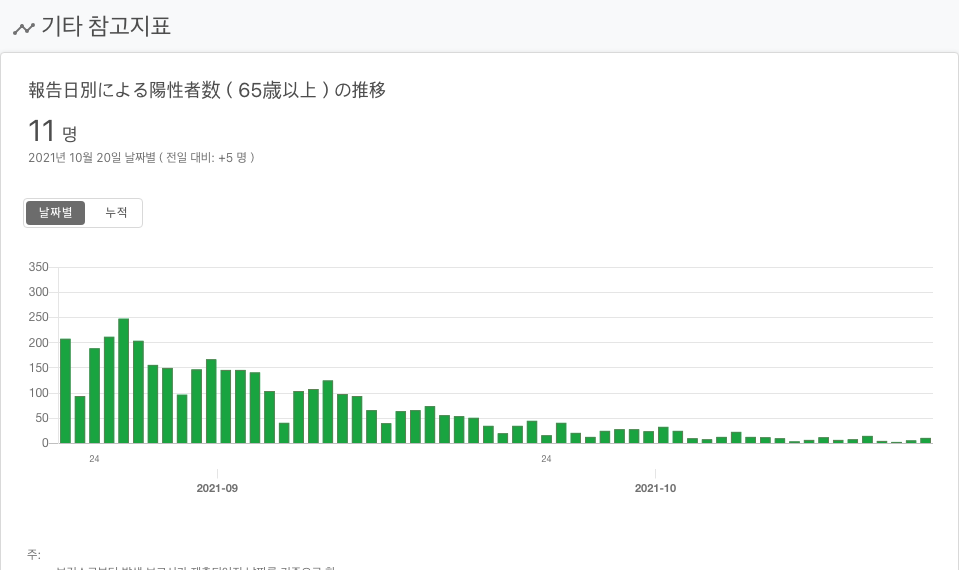 기타 참고지표
報告日別による陽性者数 ( 65歳以上 ) の推移
11 명
2021년 10월 20일 날짜별 ( 전일 대비: +5 명 )
날짜별 누적
350
300
250
200
150
100
50
0
24 24
2021-09 2021-10
주: